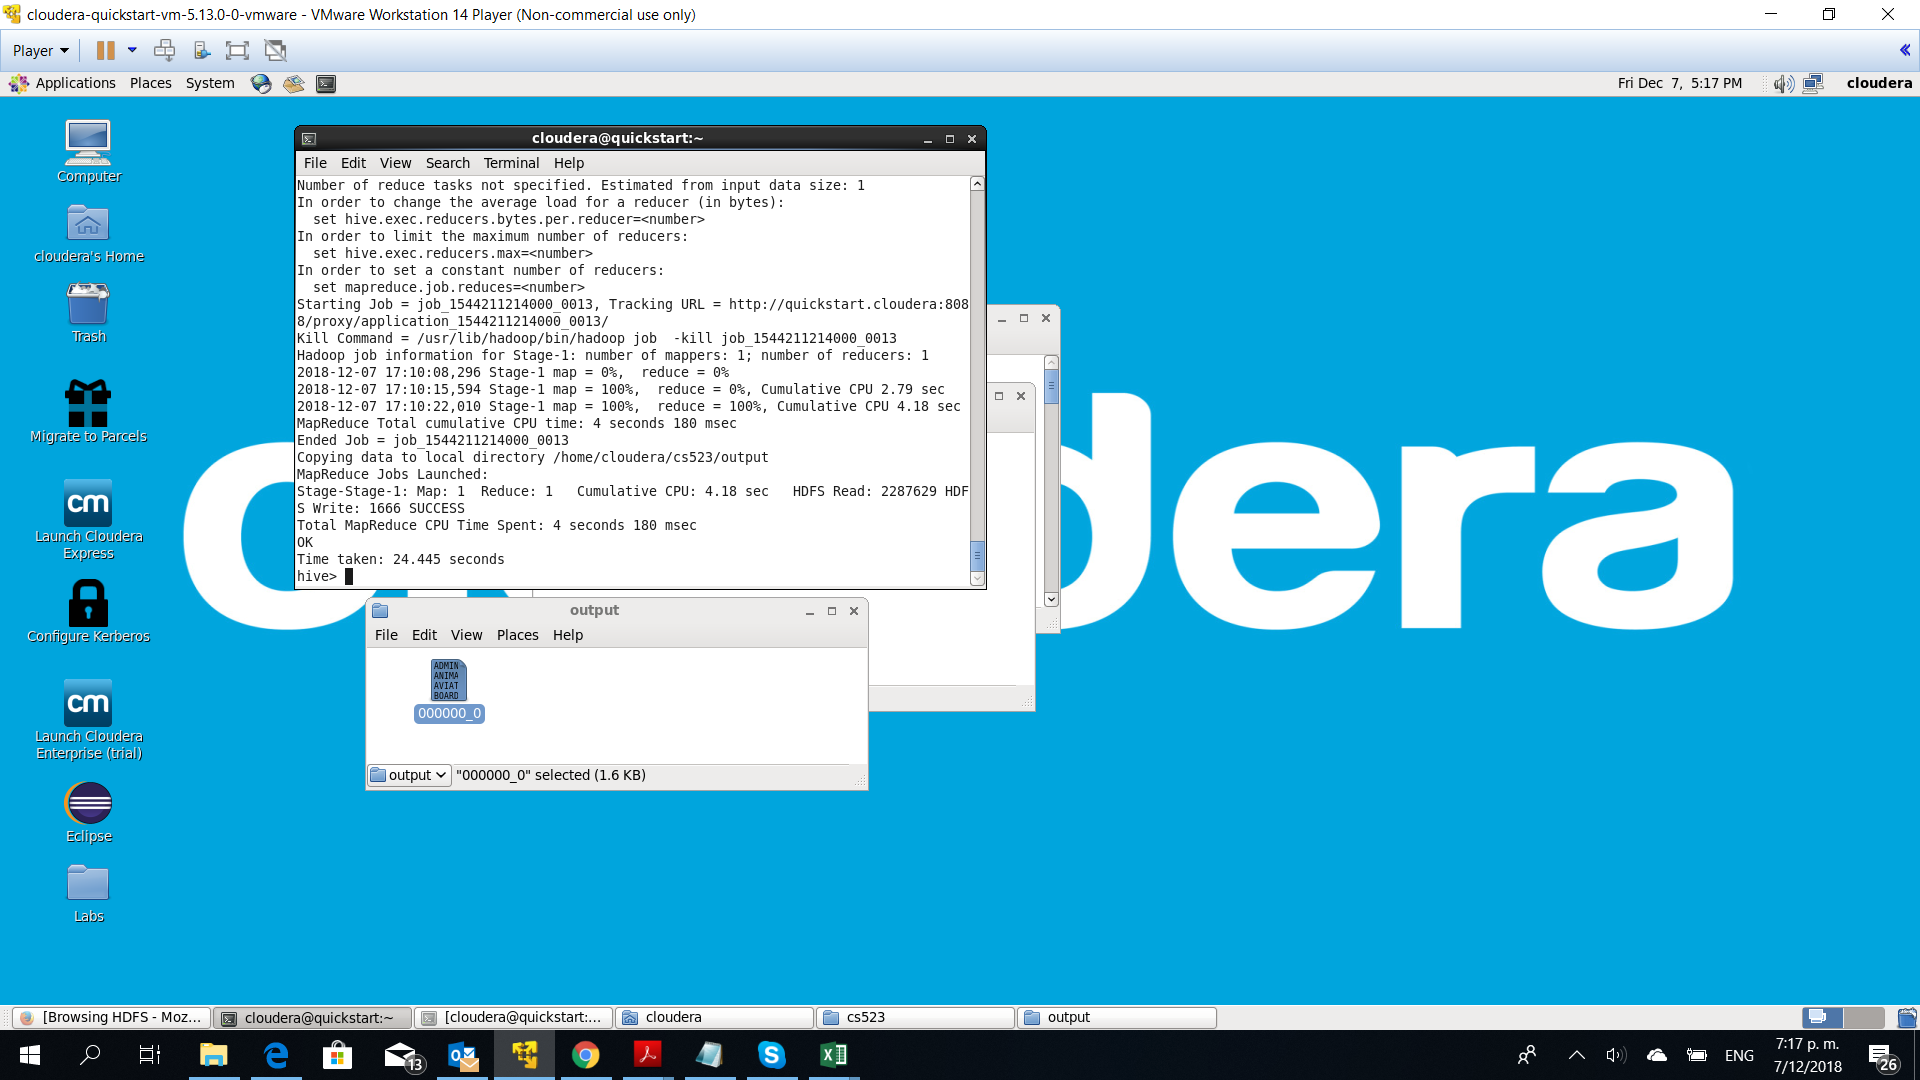 cloudera-quickstart-vm-5.13.0-0-vmware - VMware Workstation 14 Player (Non-commercial use only)
Player
Applications Places System
Fri Dec 7, 5:17 PM
cloudera
Computer
cloudera's Home
Trash
Migrate to Parcels
cm
Launch Cloudera
Express
Configure Kerberos
cm
Launch Cloudera
Enterprise (trial)
Eclipse
Labs
cloudera@quickstart:~
File Edit View Search Terminal Help
Number of reduce tasks not specified. Estimated from input data size: 1
In order to change the average load for a reducer (in bytes):
  set hive.exec.reducers.bytes.per.reducer=<number>
In order to limit the maximum number of reducers:
  set hive.exec.reducers.max=<number>
In order to set a constant number of reducers:
  set mapreduce.job.reduces=<number>
Starting Job = job_1544211214000_0013, Tracking URL = http://quickstart.cloudera:808
8/proxy/application_1544211214000_0013/
Kill Command = /usr/lib/hadoop/bin/hadoop job  -kill job_1544211214000_0013
Hadoop job information for Stage-1: number of mappers: 1; number of reducers: 1
2018-12-07 17:10:08,296 Stage-1 map = 0%,  reduce = 0%
2018-12-07 17:10:15,594 Stage-1 map = 100%,  reduce = 0%, Cumulative CPU 2.79 sec
2018-12-07 17:10:22,010 Stage-1 map = 100%,  reduce = 100%, Cumulative CPU 4.18 sec
MapReduce Total cumulative CPU time: 4 seconds 180 msec
Ended Job = job_1544211214000_0013
Copying data to local directory /home/cloudera/cs523/output
MapReduce Jobs Launched:
Stage-Stage-1: Map: 1  Reduce: 1   Cumulative CPU: 4.18 sec   HDFS Read: 2287629 HDF
S Write: 1666 SUCCESS
Total MapReduce CPU Time Spent: 4 seconds 180 msec
OK
Time taken: 24.445 seconds
hive>
dera
output
File Edit View Places Help
ADMIN
ANIMA
AVIAT
BOARD
000000_0
output "000000_0" selected (1.6 KB)
[Browsing HDFS - Moz...
cloudera@quickstart:~
[cloudera@quickstart:...
cloudera
cs523
output
13
ENG
7:17 p. m.
7/12/2018
26